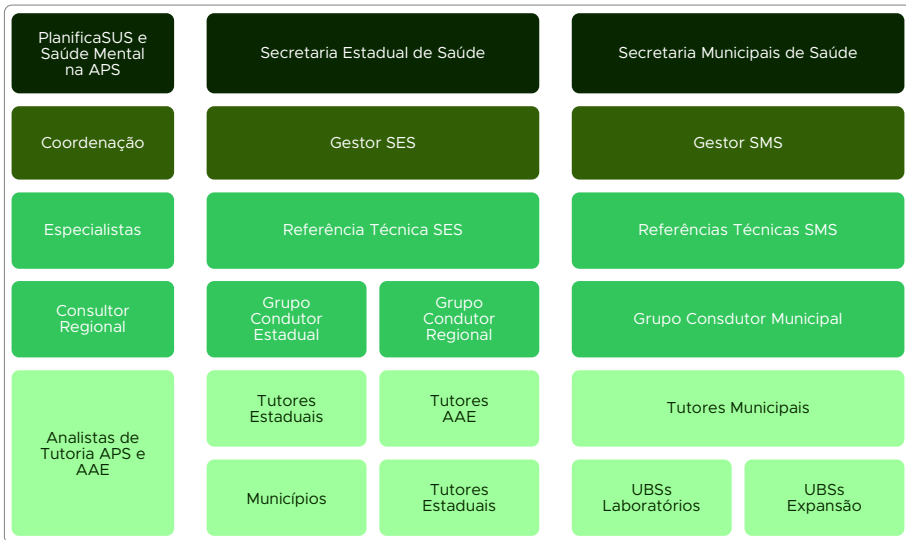 PlanificaSUS e
Saúde Mental
na APS
Secretaria Estadual de Saúde
Secretaria Municipais de Saúde
Coordenação
Gestor SES
Gestor SMS
Especialistas
Referência Técnica SES
Referências Técnicas SMS
Consultor
Regional
Grupo
Condutor
Estadual
Grupo
Condutor
Regional
Grupo Consdutor Municipal
Analistas de
Tutoria APS e
AAE
Tutores
Estaduais
Tutores
AAE
Tutores Municipais
Municípios
Tutores
Estaduais
UBSs
Laboratórios
UBSs
Expansão